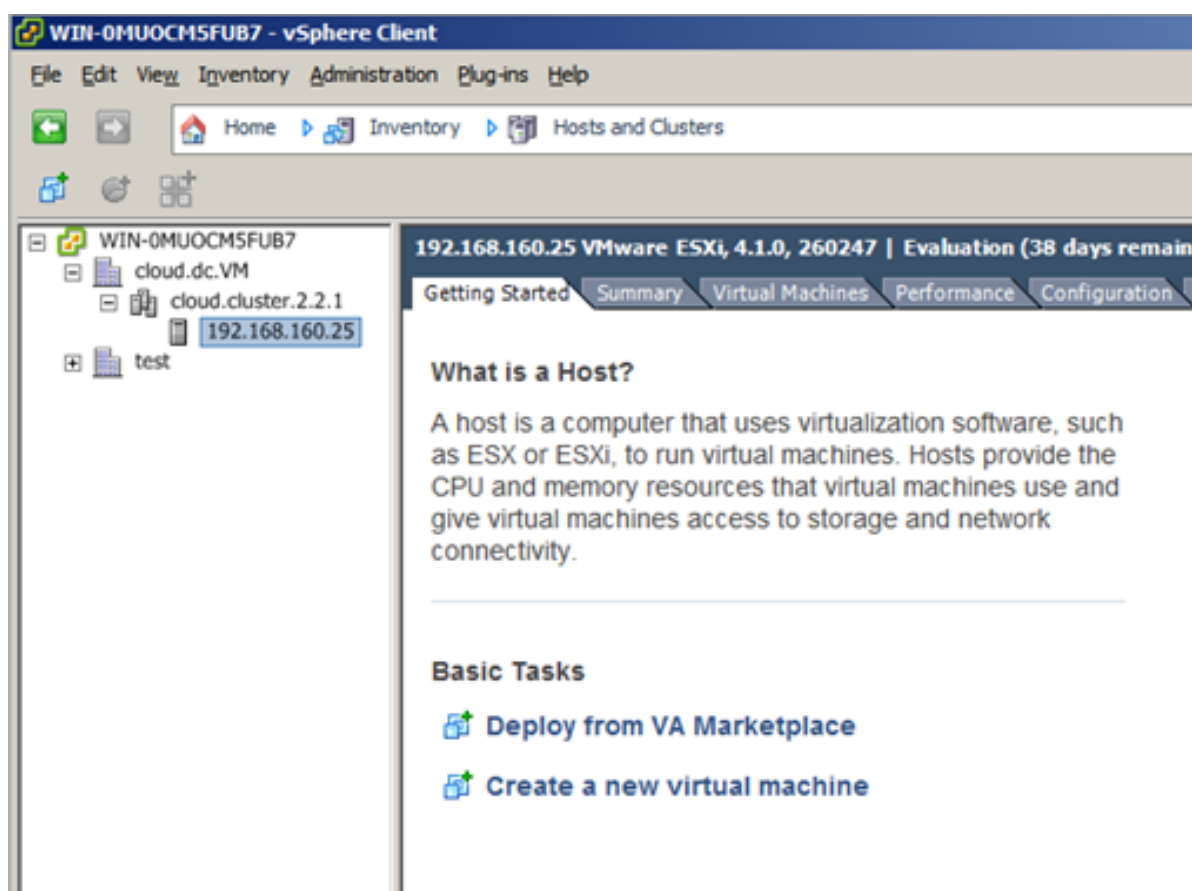 WIN-0MUOCM5FUB7 - vSphere Client
File Edit View Inventory Administration Plug-ins Help
Home Inventory Hosts and Clusters
WIN-0MUOCM5FUB7
cloud.dc.VM
cloud.cluster.2.2.1
192.168.160.25
test
192.168.160.25 VMware ESXi, 4.1.0, 260247 | Evaluation (38 days remain
Getting Started Summary Virtual Machines Performance Configuration
What is a Host?
A host is a computer that uses virtualization software, such
as ESX or ESXi, to run virtual machines. Hosts provide the
CPU and memory resources that virtual machines use and
give virtual machines access to storage and network
connectivity.
Basic Tasks
Deploy from VA Marketplace
Create a new virtual machine